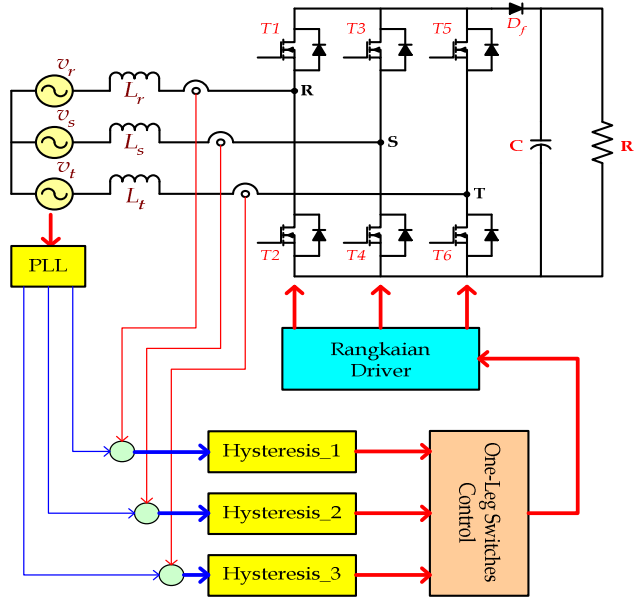 T1
T3
T5
D_f
v_r
L_r
R
v_s
L_s
S
C
R
v_t
L_t
T
T2
T4
T6
PLL
Rangkaian
Driver
Hysteresis_1
Hysteresis_2
Hysteresis_3
One-Leg Switches
Control